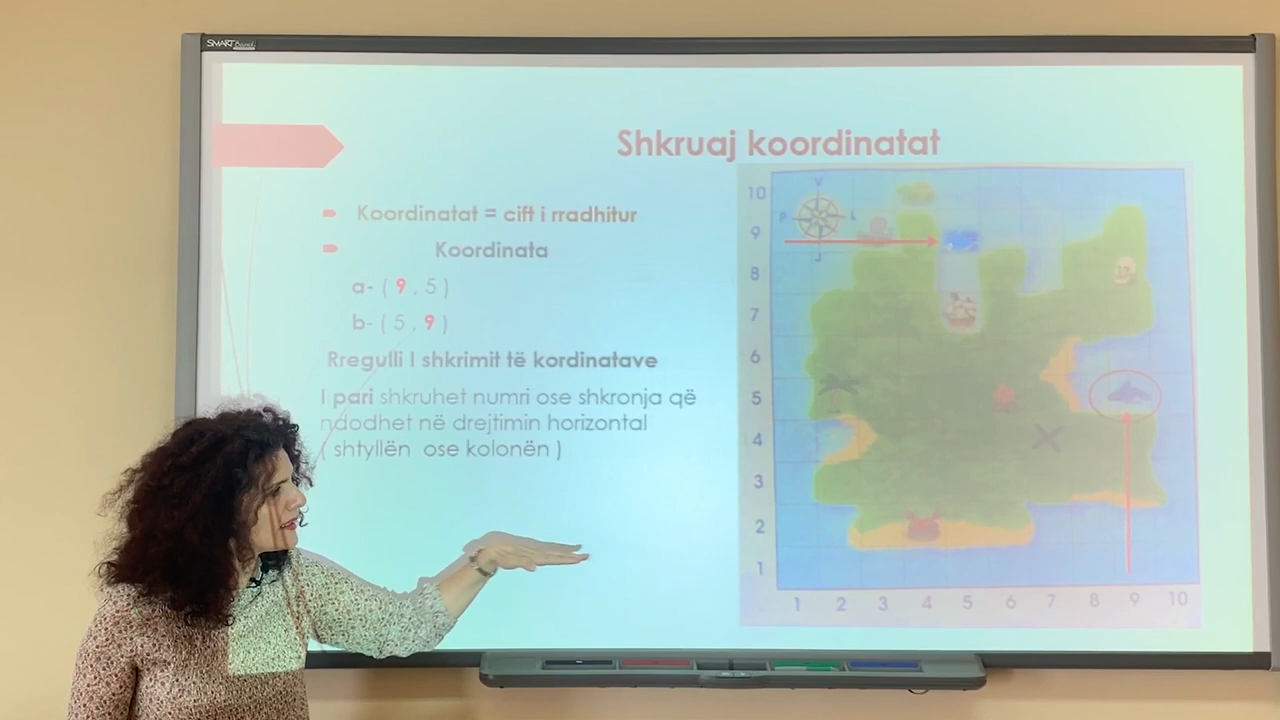 SMART Board
Shkruaj koordinatat
Koordinatat = cift i rradhitur
Koordinata
a- ( 9 , 5 )
b- ( 5 , 9 )
Rregulli I shkrimit të kordinatave
I pari shkruhet numri ose shkronja që
ndodhet në drejtimin horizontal
( shtyllën ose kolonën )
V
P L
J
10
9
8
7
6
5
4
3
2
1
1 2 3 4 5 6 7 8 9 10